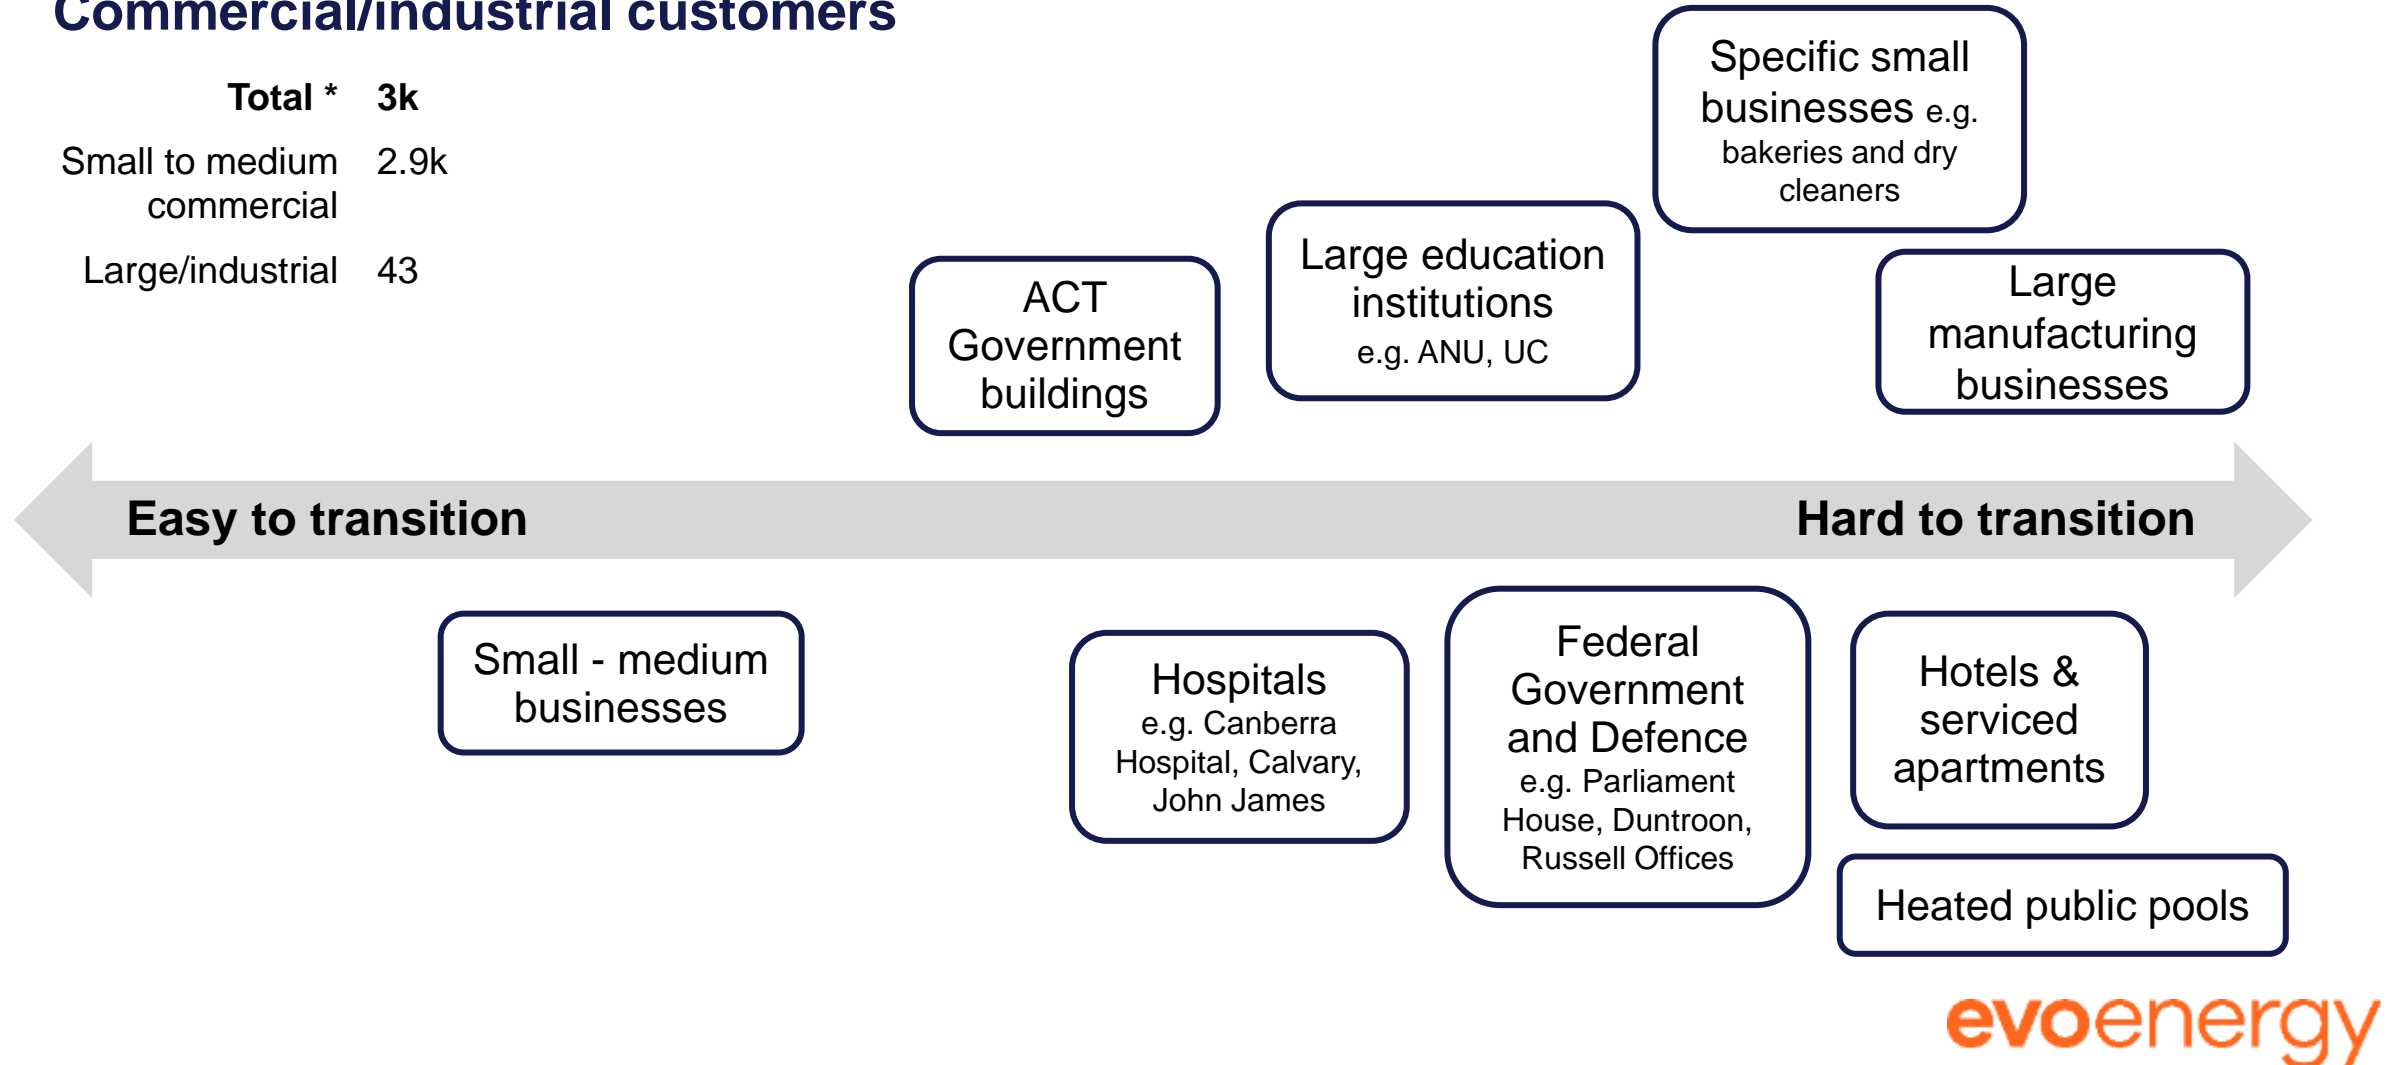 Commercial/industrial customers
Total * 3k
Small to medium 2.9k
commercial
Large/industrial 43
Specific small
businesses e.g.
bakeries and dry
cleaners
Large education
institutions
e.g. ANU, UC
ACT
Government
buildings
Large
manufacturing
businesses
Easy to transition
Hard to transition
Small - medium
businesses
Hospitals
e.g. Canberra
Hospital, Calvary,
John James
Federal
Government
and Defence
e.g. Parliament
House, Duntroon,
Russell Offices
Hotels &
serviced
apartments
Heated public pools
evoenergy